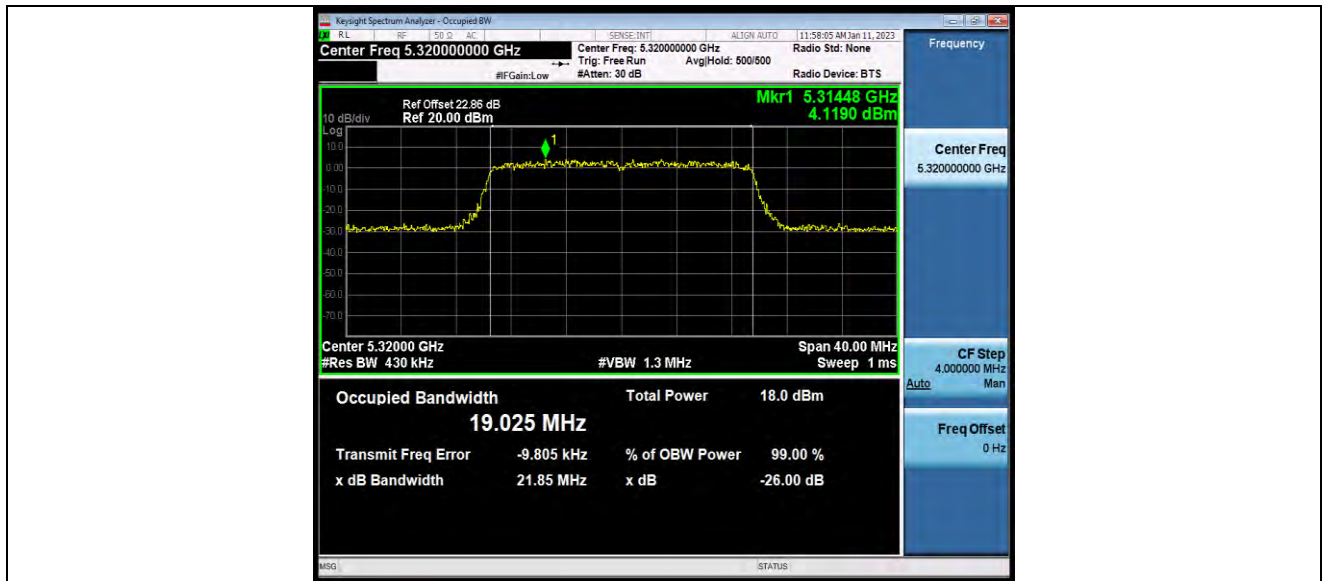 Keysight Spectrum Analyzer - Occupied BW
RL RF 50 Ω AC SENSE:INT ALIGN AUTO 11:58:05 AM Jan 11, 2023
Center Freq 5.320000000 GHz
Center Freq: 5.320000000 GHz Radio Std: None
Trig: Free Run Avg|Hold: 500/500
#IFGain:Low #Atten: 30 dB Radio Device: BTS
Frequency
Mkr1 5.31448 GHz
4.1190 dBm
Ref Offset 22.86 dB
10 dB/div Ref 20.00 dBm
Log
1
10.0
0.00
-10.0
-20.0
-30.0
-40.0
-50.0
-60.0
-70.0
Center 5.32000 GHz Span 40.00 MHz
#Res BW 430 kHz #VBW 1.3 MHz Sweep 1 ms
Occupied Bandwidth Total Power 18.0 dBm
19.025 MHz
Transmit Freq Error -9.805 kHz % of OBW Power 99.00 %
x dB Bandwidth 21.85 MHz x dB -26.00 dB
Center Freq
5.320000000 GHz
CF Step
4.000000 MHz
Auto Man
Freq Offset
0 Hz
MSG STATUS